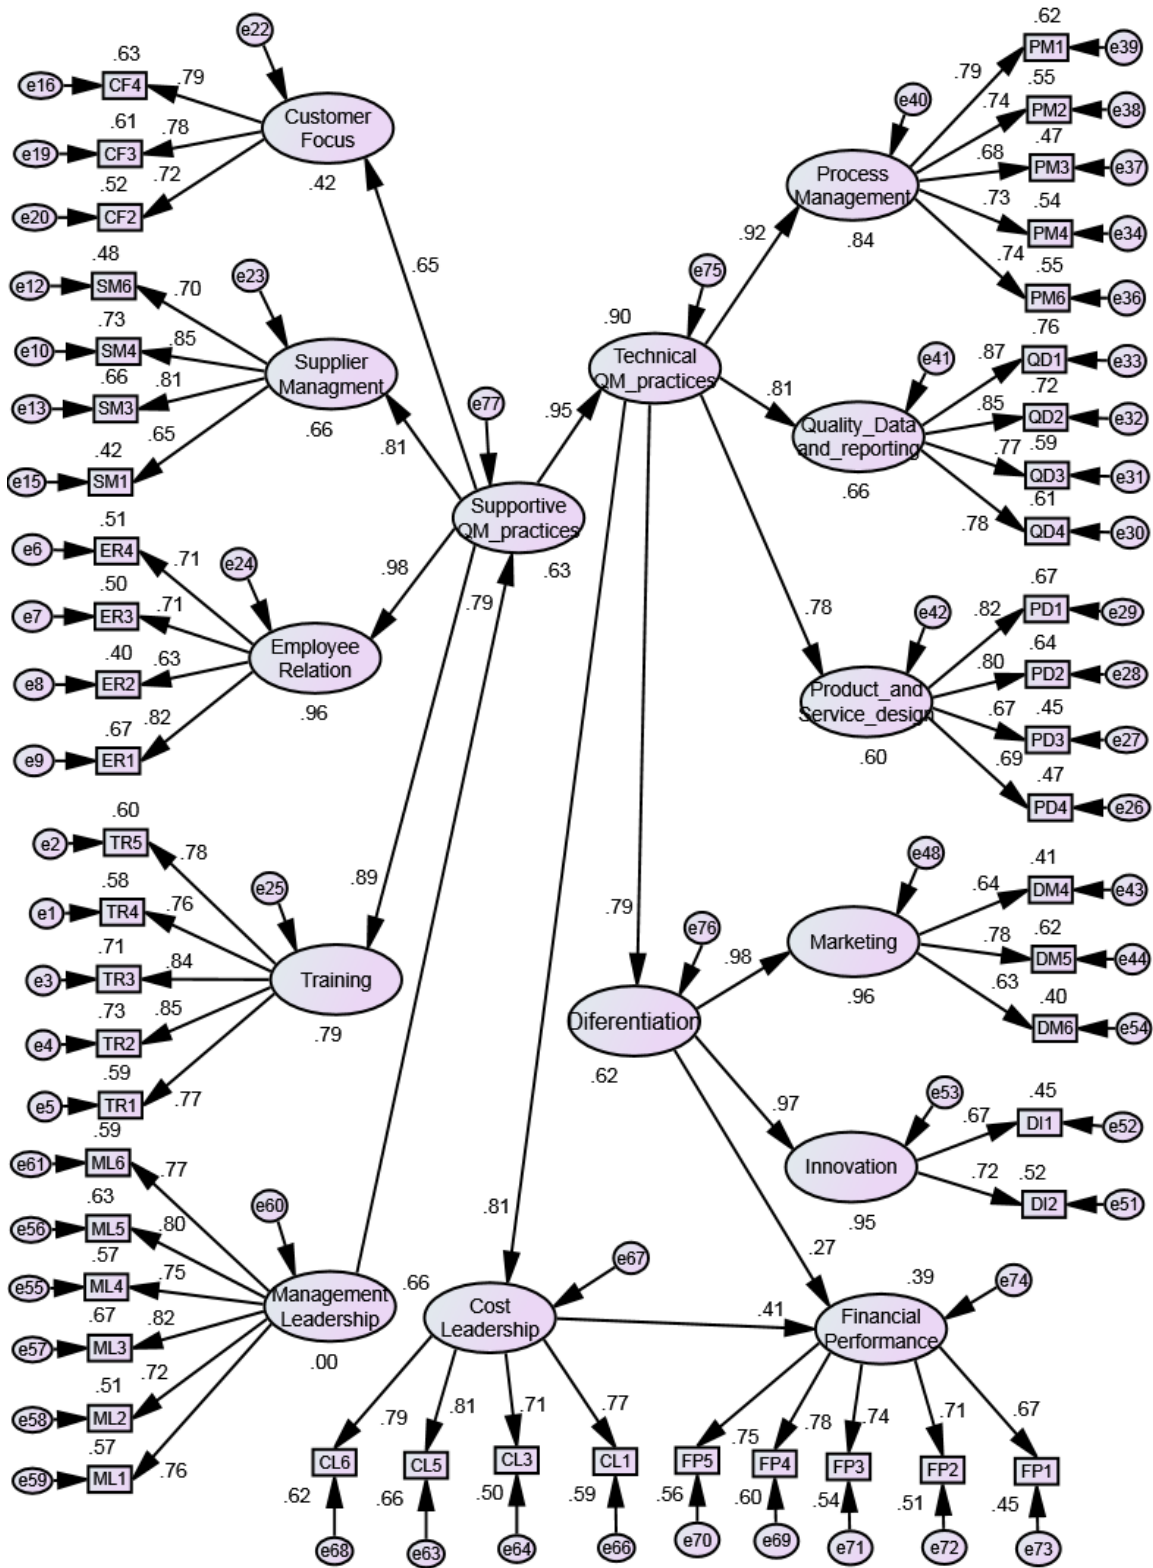 e22
.63
e16
CF4
.79
Customer
Focus
.61
e19
CF3
.78
.52
.72
e20
CF2
.42
.65
.48
e12
SM6
.70
e23
.73
e10
SM4
.85
Supplier
Managment
.66
e13
SM3
.81
.66
.42
.65
e15
SM1
.81
e77
.95
Supportive
QM_practices
.63
.51
e6
ER4
.71
e24
.98
.79
.50
e7
ER3
.71
Employee
Relation
.40
e8
ER2
.63
.96
.67
.82
e9
ER1
.60
e2
TR5
.78
.58
e1
TR4
.76
e25
.89
.71
e3
TR3
.84
Training
.73
e4
TR2
.85
.79
.59
e5
TR1
.77
.59
e61
ML6
.77
e60
.63
e56
ML5
.80
.57
e55
ML4
.75
Management
Leadership
.67
e57
ML3
.82
.00
.51
.72
e58
ML2
.57
e59
ML1
.76
.62
PM1
e39
.79
e40
.55
.74
PM2
e38
.47
Process
Management
.68
PM3
e37
.73
.54
.92
.84
PM4
e34
.74
.55
PM6
e36
e75
.90
Technical
QM_practices
.76
e41
.87
QD1
e33
.81
.72
.85
QD2
e32
Quality_Data
and_reporting
.77
.59
QD3
e31
.66
.61
.78
QD4
e30
.67
.78
e42
.82
PD1
e29
.64
.80
PD2
e28
Product_and
Service_design
.67
.45
PD3
e27
.60
.69
.47
PD4
e26
e48
.41
.64
DM4
e43
.79
e76
.98
Marketing
.78
.62
DM5
e44
.96
.63
.40
DM6
e54
Diferentiation
.62
.97
e53
.45
.67
DI1
e52
Innovation
.72
.52
DI2
e51
.95
.81
.27
.66
e67
Cost
Leadership
.41
.39
e74
Financial
Performance
.79
.81
.71
.77
CL6
CL5
CL3
CL1
.62
.66
.50
.59
e68
e63
e64
e66
.75
.78
.74
.71
.67
FP5
FP4
FP3
FP2
FP1
.56
.60
.54
.51
.45
e70
e69
e71
e72
e73